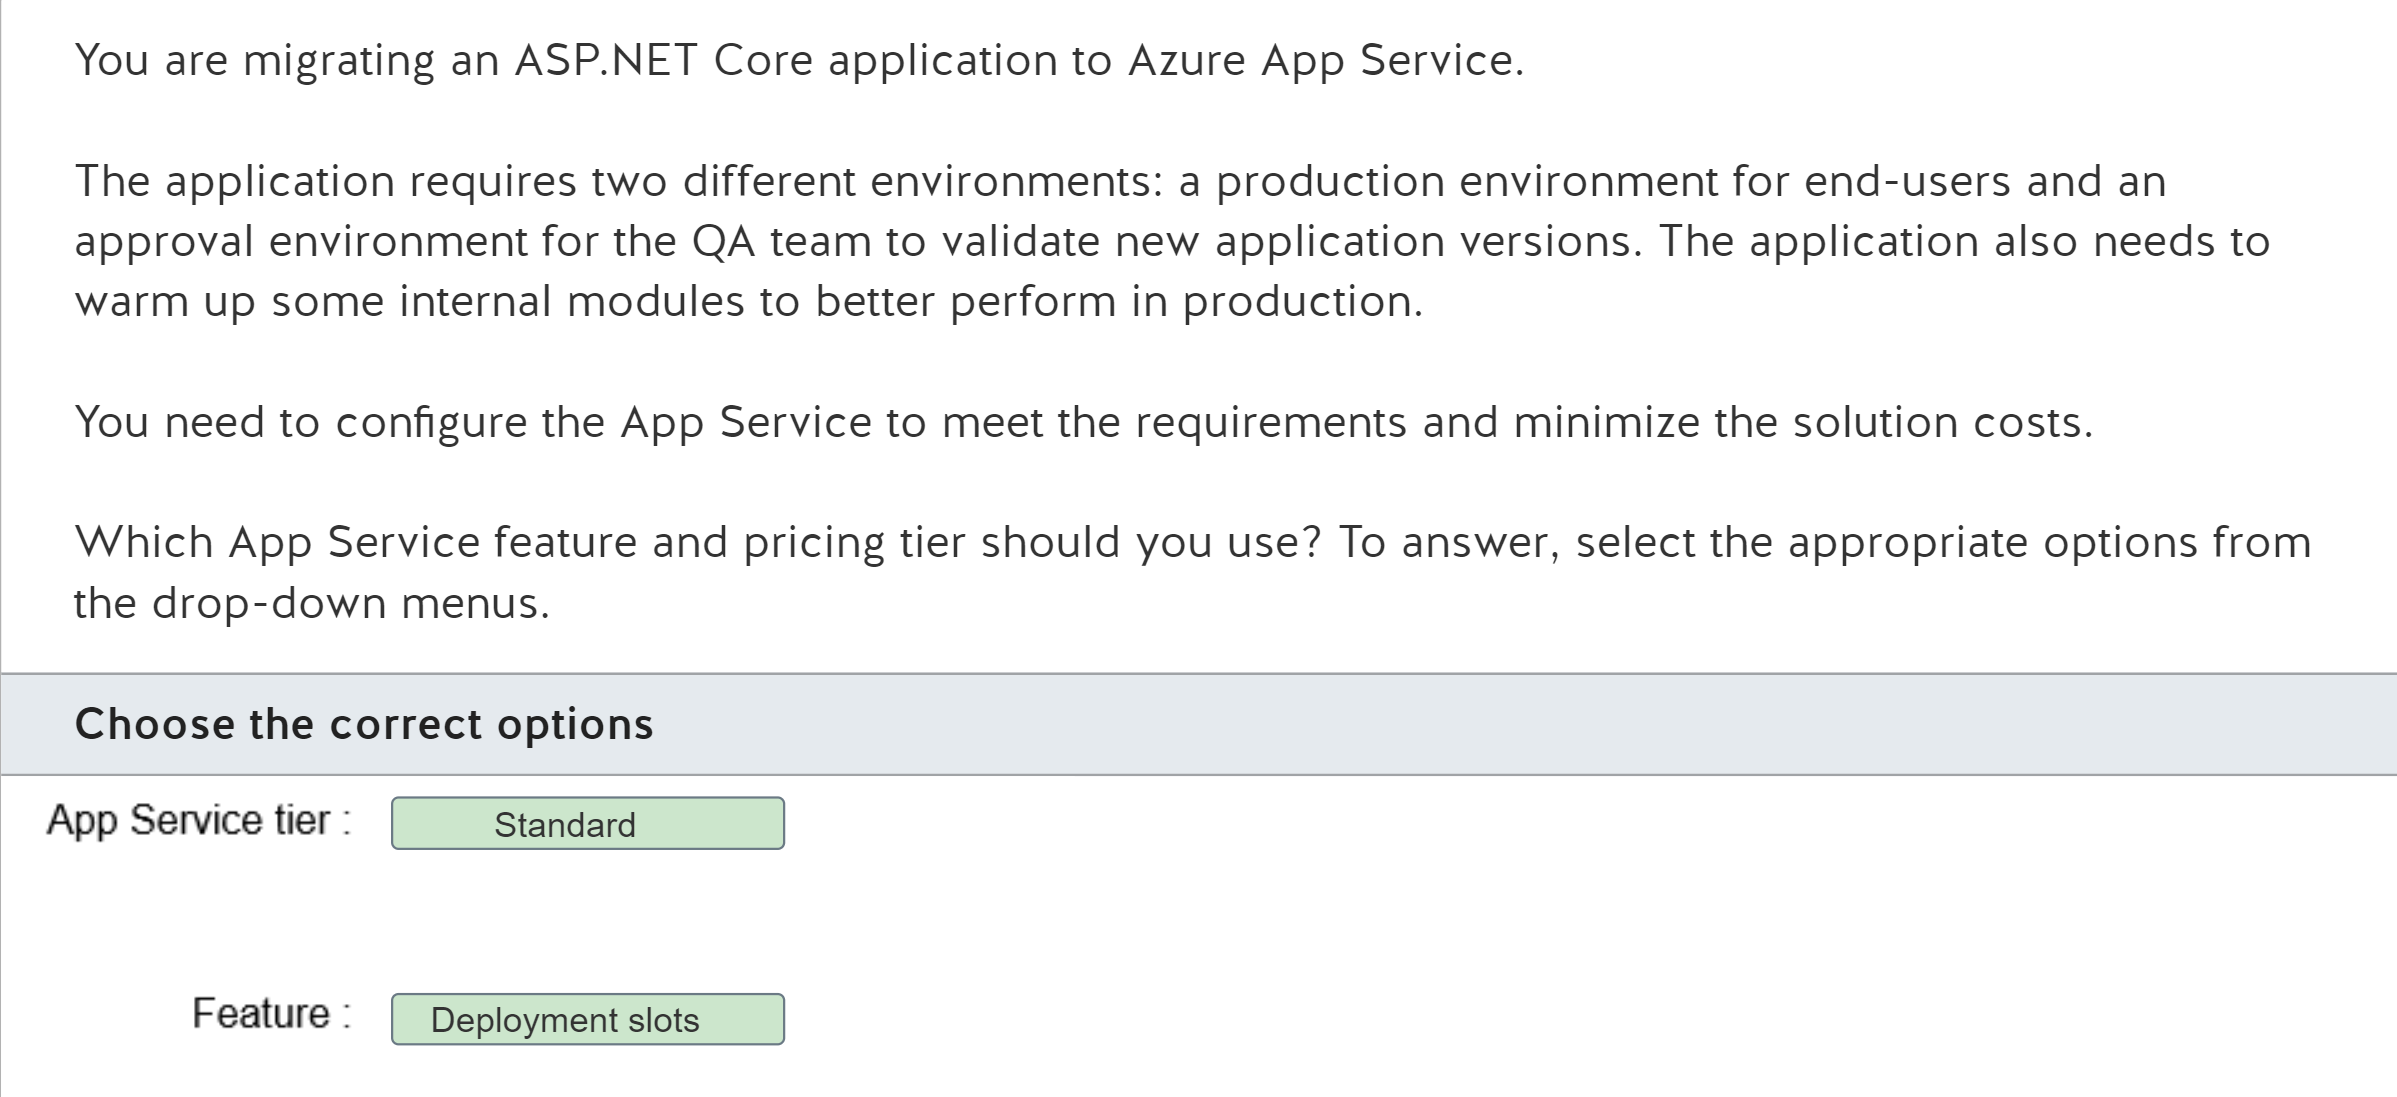 You are migrating an ASP.NET Core application to Azure App Service.
The application requires two different environments: a production environment for end-users and an
approval environment for the QA team to validate new application versions. The application also needs to
warm up some internal modules to better perform in production.
You need to configure the App Service to meet the requirements and minimize the solution costs.
Which App Service feature and pricing tier should you use? To answer, select the appropriate options from
the drop-down menus.
Choose the correct options
App Service tier : Standard
Feature : Deployment slots